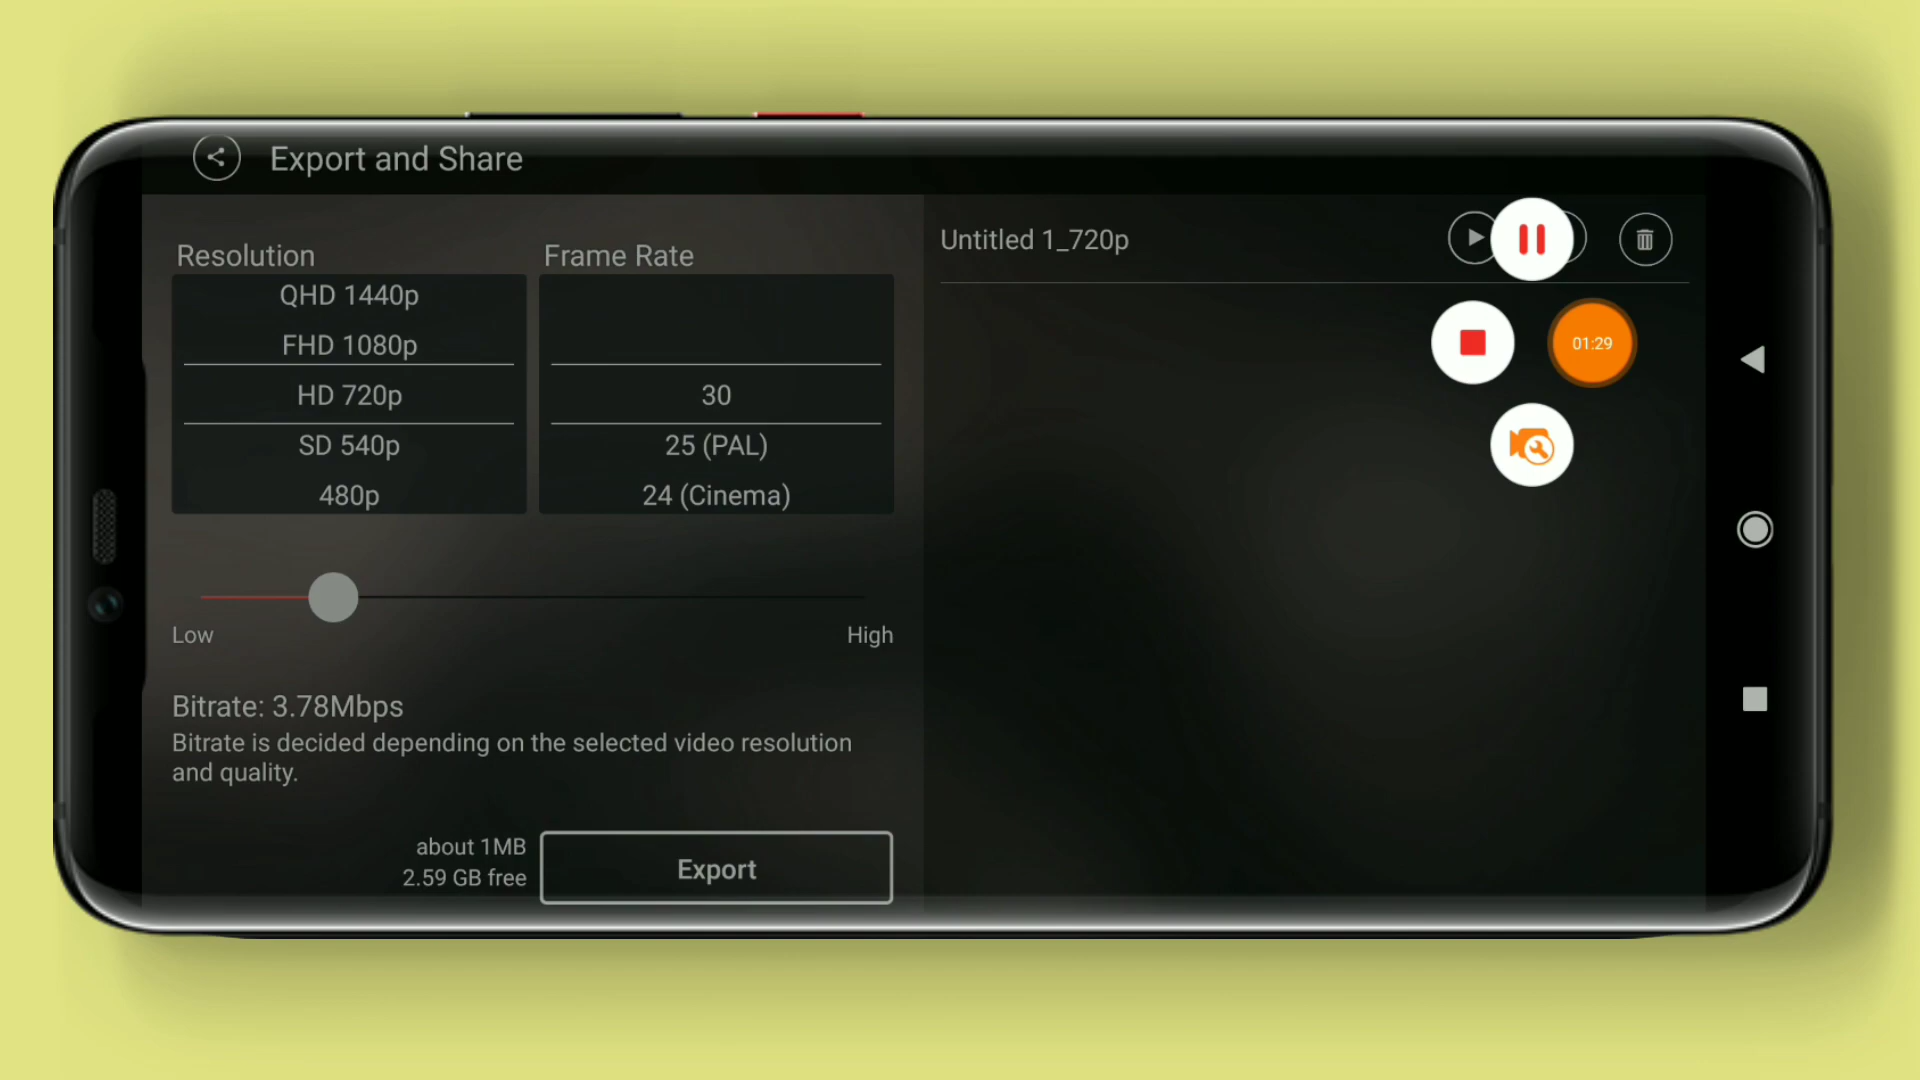 Export and Share
Resolution
Frame Rate
QHD 1440p
FHD 1080p
HD 720p
SD 540p
480p
30
25 (PAL)
24 (Cinema)
Low
High
Bitrate: 3.78Mbps
Bitrate is decided depending on the selected video resolution
and quality.
about 1MB
2.59 GB free
Export
Untitled 1_720p
01:29